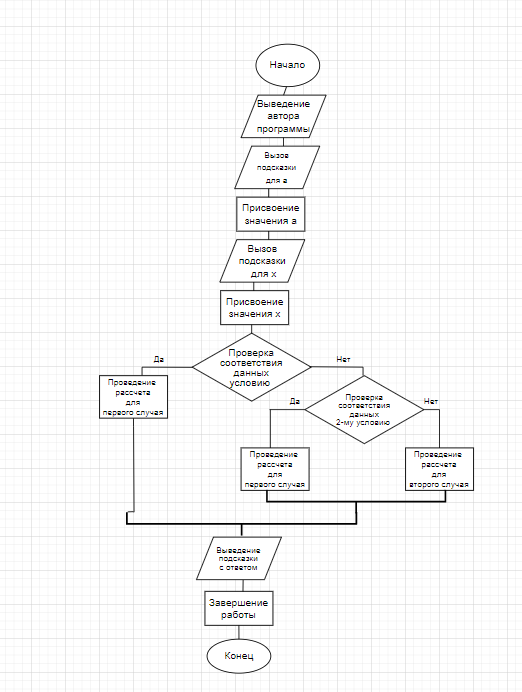 Начало
Выведение
автора
программы
Вызов
подсказки
для а
Присвоение
значения а
Вызов
подсказки
для х
Присвоение
значения х
Проверка
соответствия
данных
условию
Да
Нет
Проведение
рассчета
для
первого случая
Проверка
соответствия
данных
2-му условию
Да
Нет
Проведение
рассчета
для
первого случая
Проведение
рассчета
для
второго случая
Выведение
подсказки
с ответом
Завершение
работы
Конец